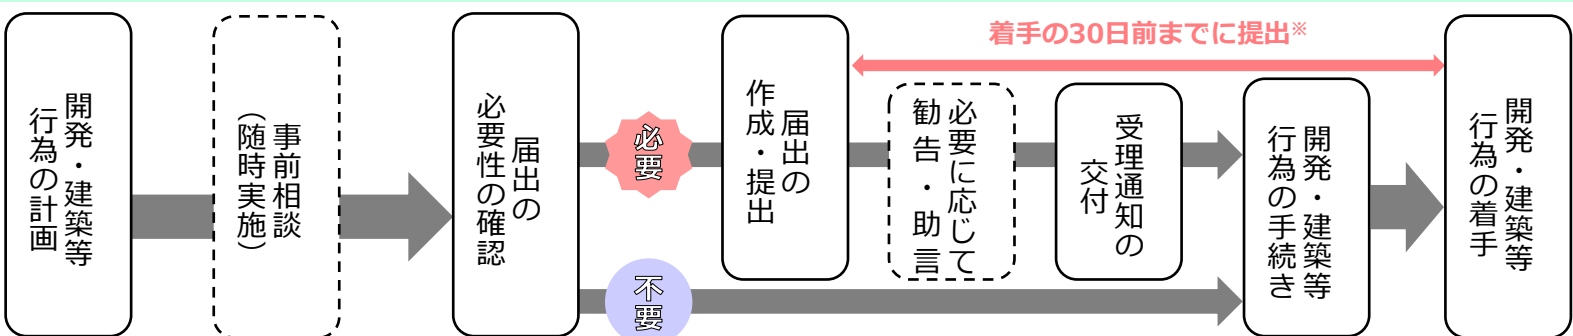 開発・建築等
行為の計画
事前相談
（随時実施）
届出の
必要性の確認
必要
不要
届出の
作成・提出
着手の30日前までに提出※
必要に応じて
勧告・助言
受理通知の
交付
開発・建築等
行為の手続き
開発・建築等
行為の着手